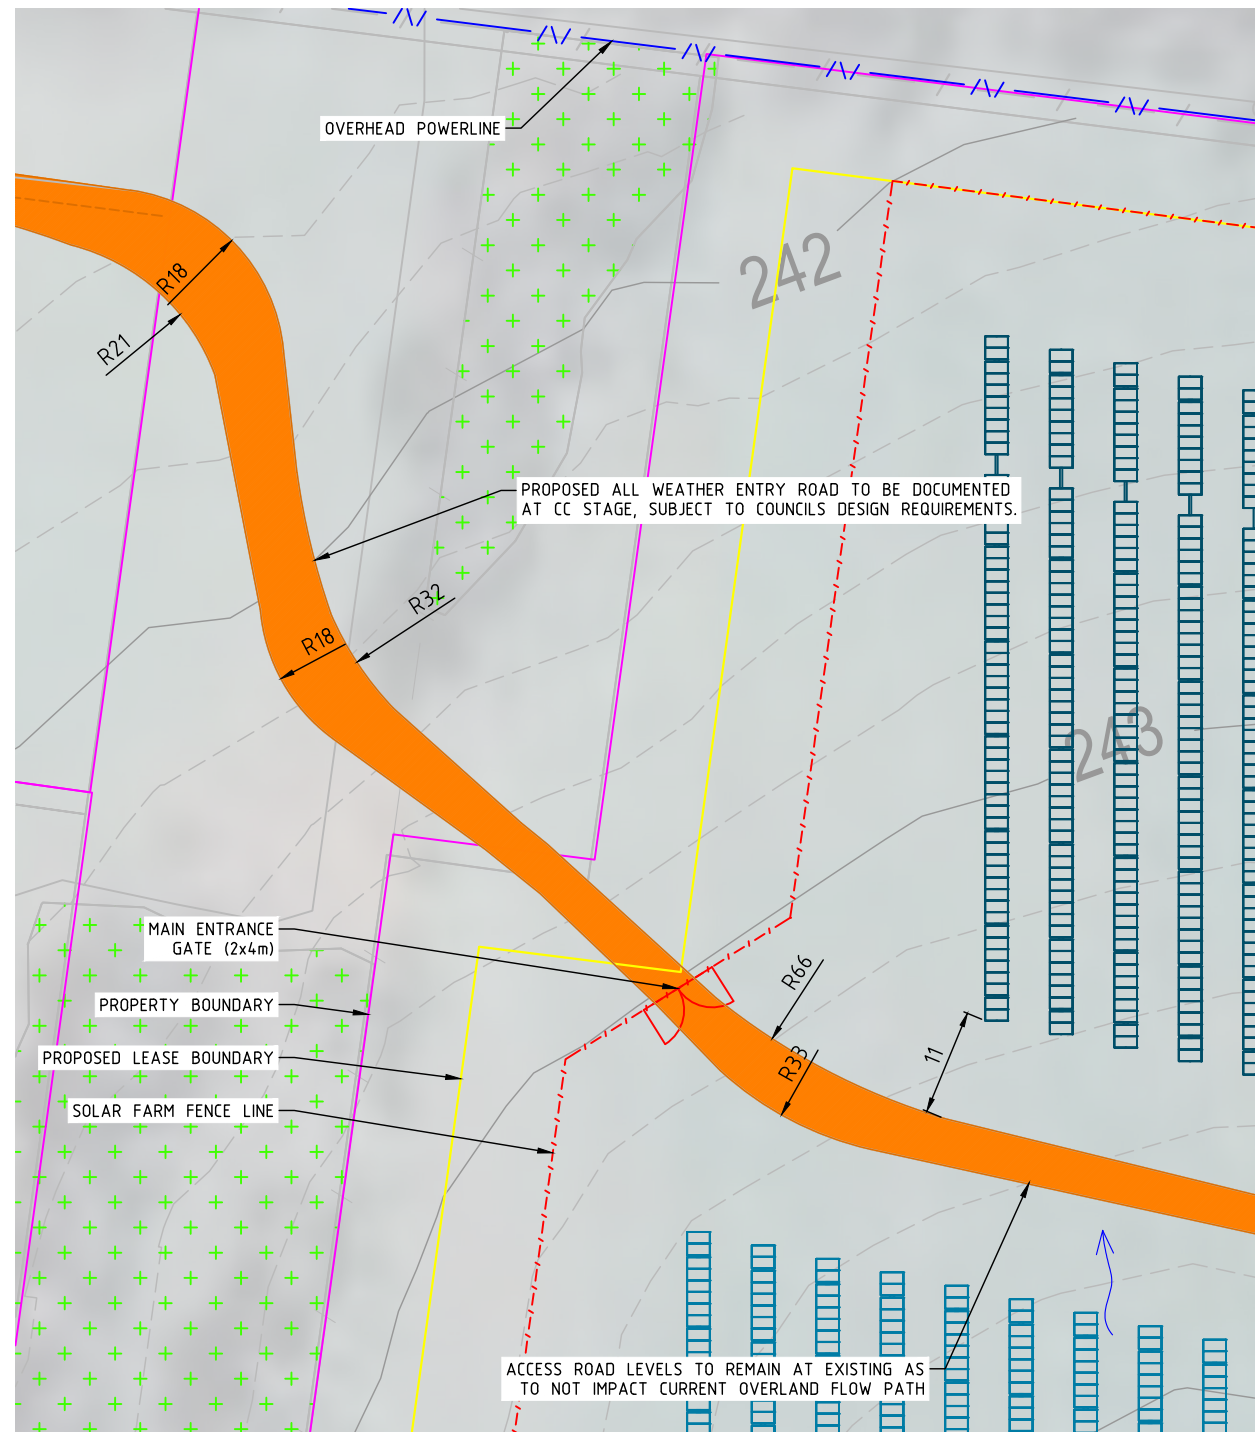 OVERHEAD POWERLINE
242
R18
R21
PROPOSED ALL WEATHER ENTRY ROAD TO BE DOCUMENTED
AT CC STAGE, SUBJECT TO COUNCILS DESIGN REQUIREMENTS.
R32
R18
243
MAIN ENTRANCE
GATE (2x4m)
R66
PROPERTY BOUNDARY
11
R33
PROPOSED LEASE BOUNDARY
SOLAR FARM FENCE LINE
ACCESS ROAD LEVELS TO REMAIN AT EXISTING AS
TO NOT IMPACT CURRENT OVERLAND FLOW PATH